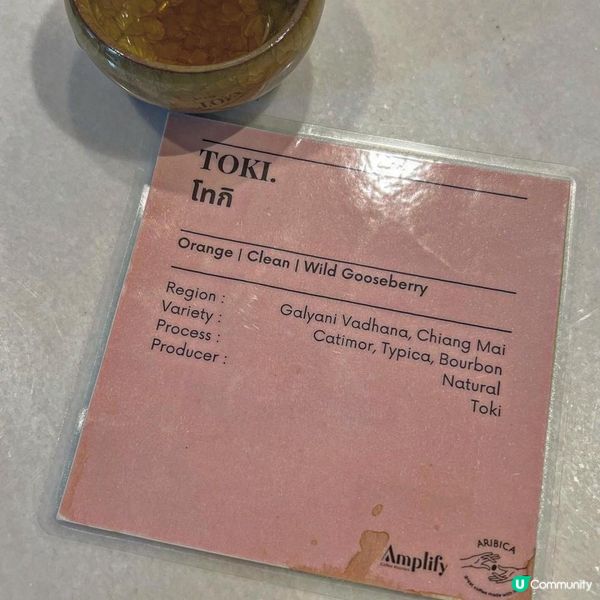 TOKI.
โทกิ
Orange | Clean | Wild Gooseberry
Region : Galyani Vadhana, Chiang Mai
Variety : Catimor, Typica, Bourbon
Process : Natural
Producer : Toki
Amplify
ARIBICA
U Community